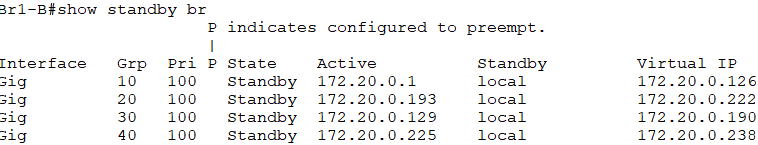 Br1-B#show standby br
                     P indicates configured to preempt.
                     |
Interface   Grp  Pri P State   Active          Standby         Virtual IP
Gig         10   100   Standby 172.20.0.1      local           172.20.0.126
Gig         20   100   Standby 172.20.0.193    local           172.20.0.222
Gig         30   100   Standby 172.20.0.129    local           172.20.0.190
Gig         40   100   Standby 172.20.0.225    local           172.20.0.238